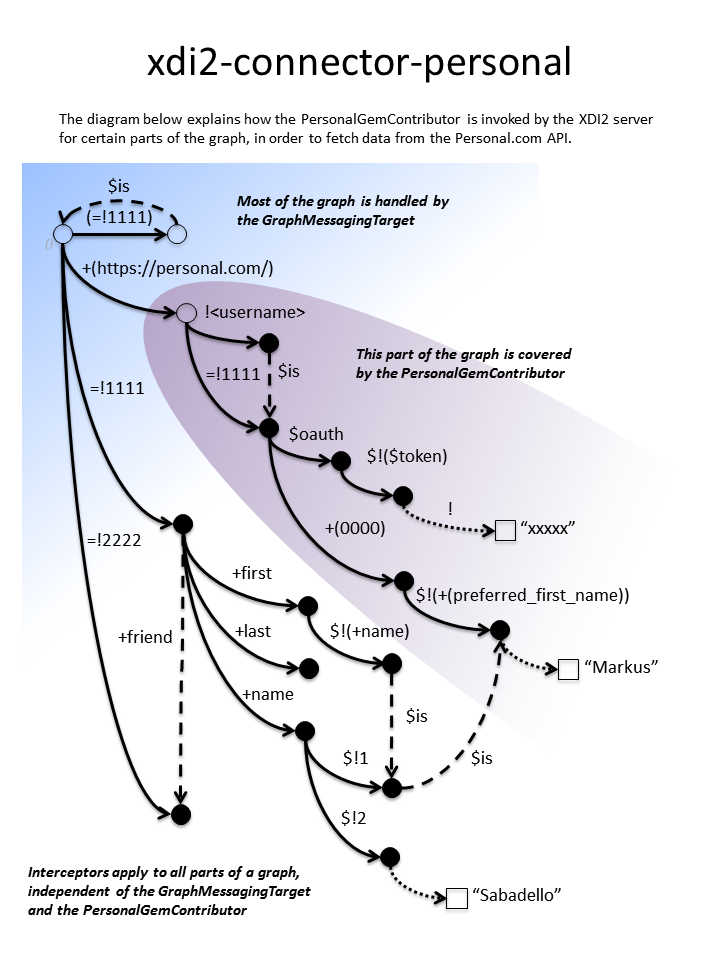 xdi2-connector-personal
The diagram below explains how the PersonalGemContributor is invoked by the XDI2 server
for certain parts of the graph, in order to fetch data from the Personal.com API.
$is
(=!1111)
Most of the graph is handled by
the GraphMessagingTarget
()
+(https://personal.com/)
!<username>
This part of the graph is covered
by the PersonalGemContributor
=!1111
$is
=!1111
$oauth
$!($token)
!
"xxxxx"
+(0000)
=!2222
+first
$!(+(preferred_first_name))
+last
$!(+name)
+friend
"Markus"
+name
$is
$!1
$is
$!2
Interceptors apply to all parts of a graph,
independent of the GraphMessagingTarget
and the PersonalGemContributor
"Sabadello"